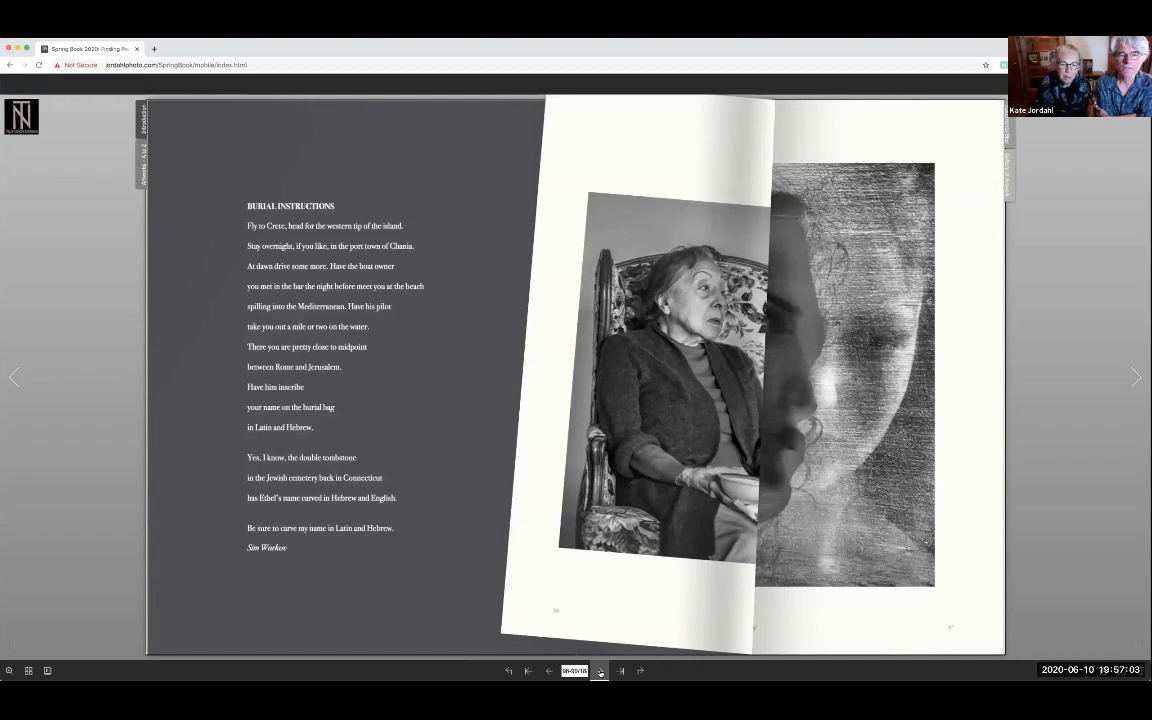 Spring Book 2020: Finding Pe
Not Secure
jordahlphoto.com/SpringBook/mobile/index.html
Kate Jordahl
Introduction
Artworks - A to Z
BURIAL INSTRUCTIONS
Fly to Crete, head for the western tip of the island.
Stay overnight, if you like, in the port town of Chania.
At dawn drive some more. Have the boat owner
you met in the bar the night before meet you at the beach
spilling into the Mediterranean. Have his pilot
take you out a mile or two on the water.
There you are pretty close to midpoint
between Rome and Jerusalem.
Have him inscribe
your name on the burial bag
in Latin and Hebrew.
Yes, I know, the double tombstone
in the Jewish cemetery back in Connecticut
has Ethel's name carved in Hebrew and English.
Be sure to carve my name in Latin and Hebrew.
Sim Warkov
2020-06-10 19:57:03